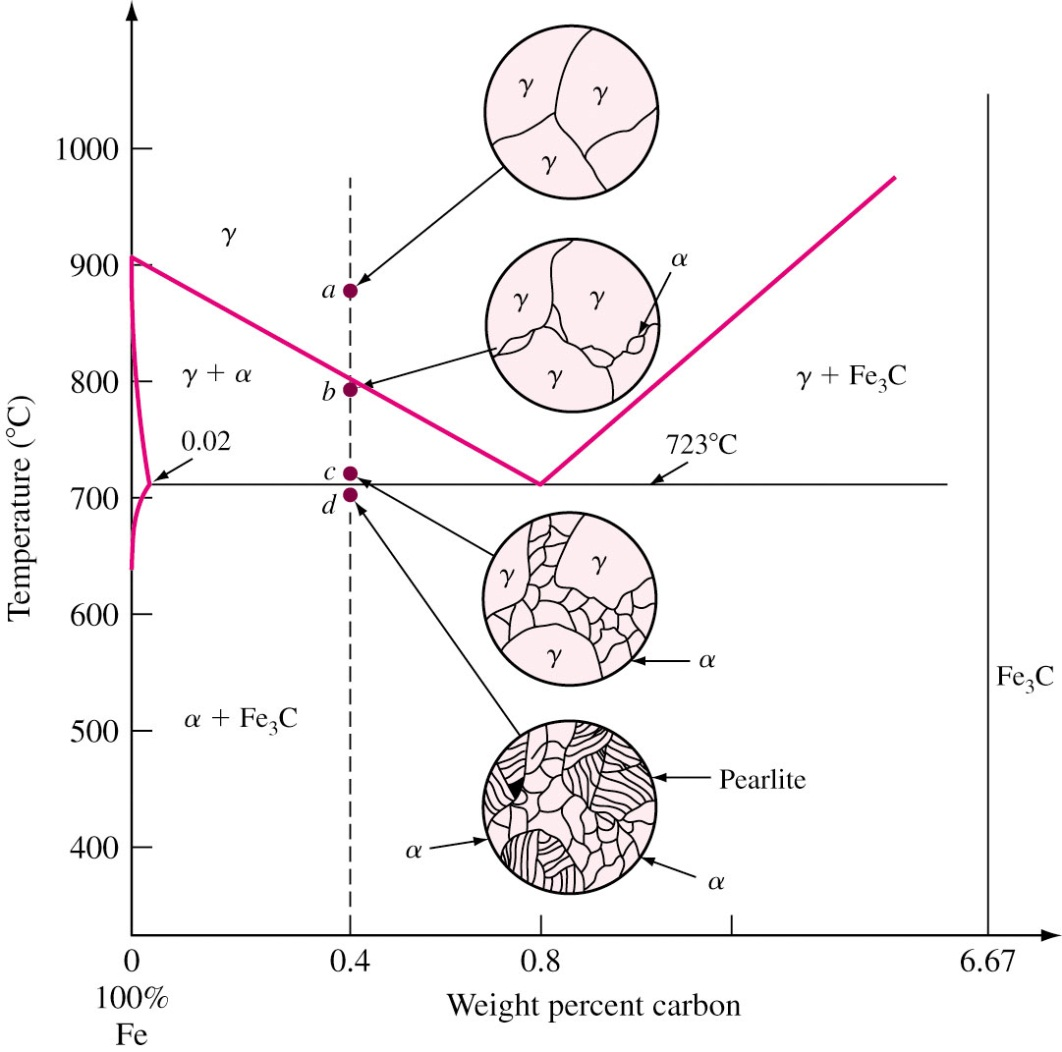 γ
γ
γ
1000
γ
900
a
α
γ
γ
γ
γ + α
800
b
γ + Fe₃C
0.02
723°C
c
700
d
Temperature (°C)
γ
γ
600
γ
α
Fe₃C
α + Fe₃C
500
Pearlite
400
α
α
0
0.4
0.8
6.67
100%
Fe
Weight percent carbon